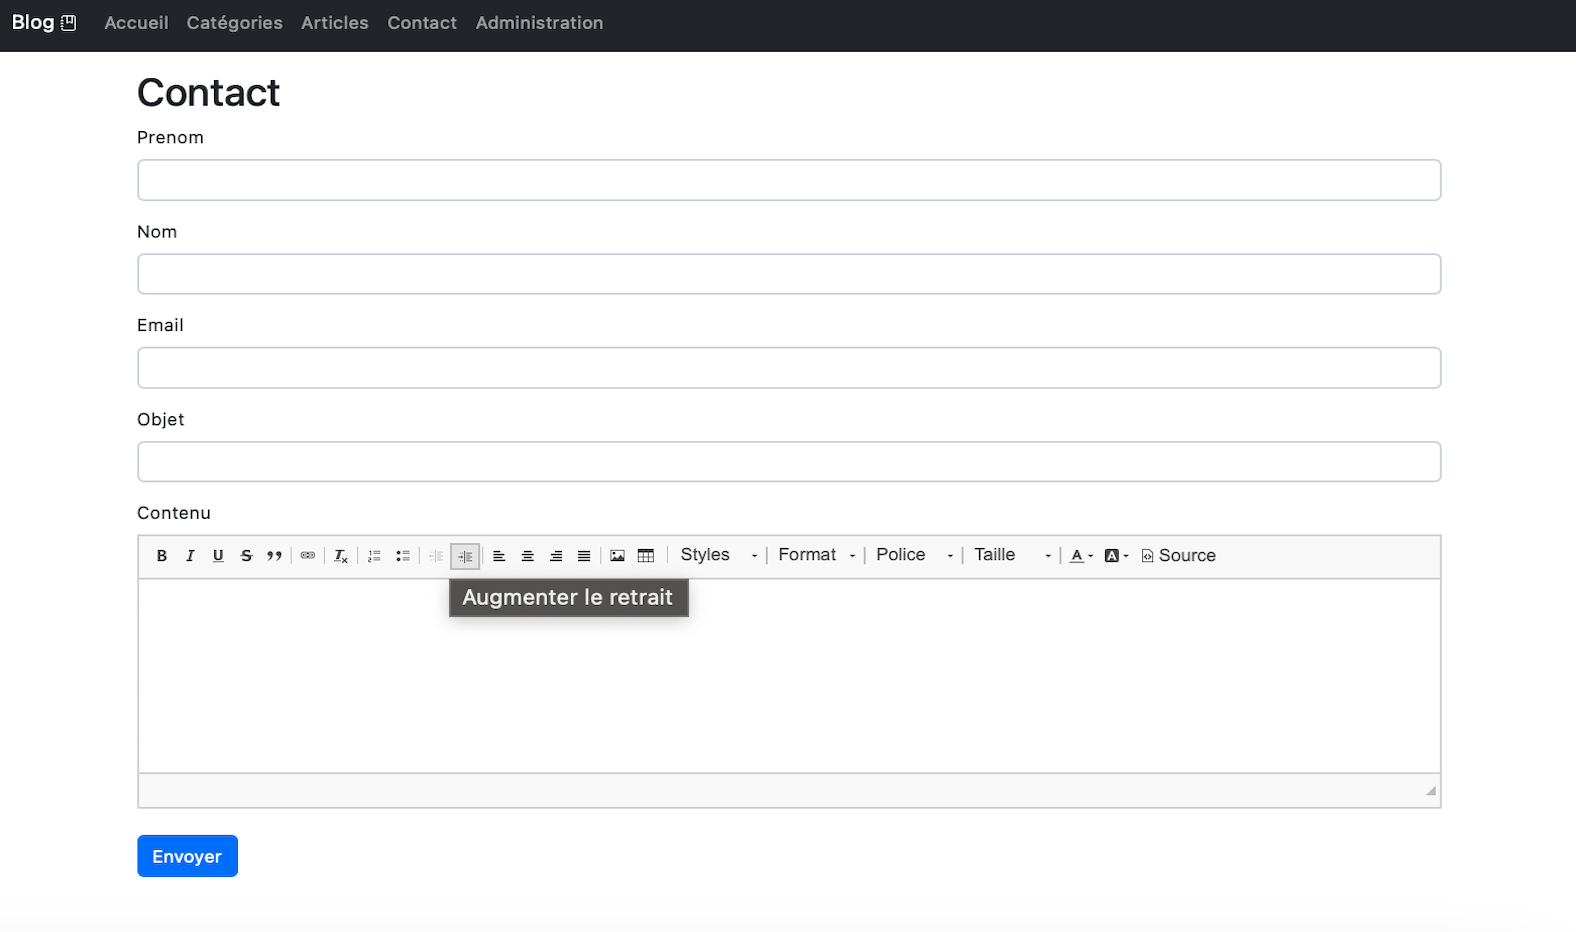 Blog Accueil Catégories Articles Contact Administration
Contact
Prenom
Nom
Email
Objet
Contenu
B I U S Styles Format Police Taille A A Source
Augmenter le retrait
Envoyer